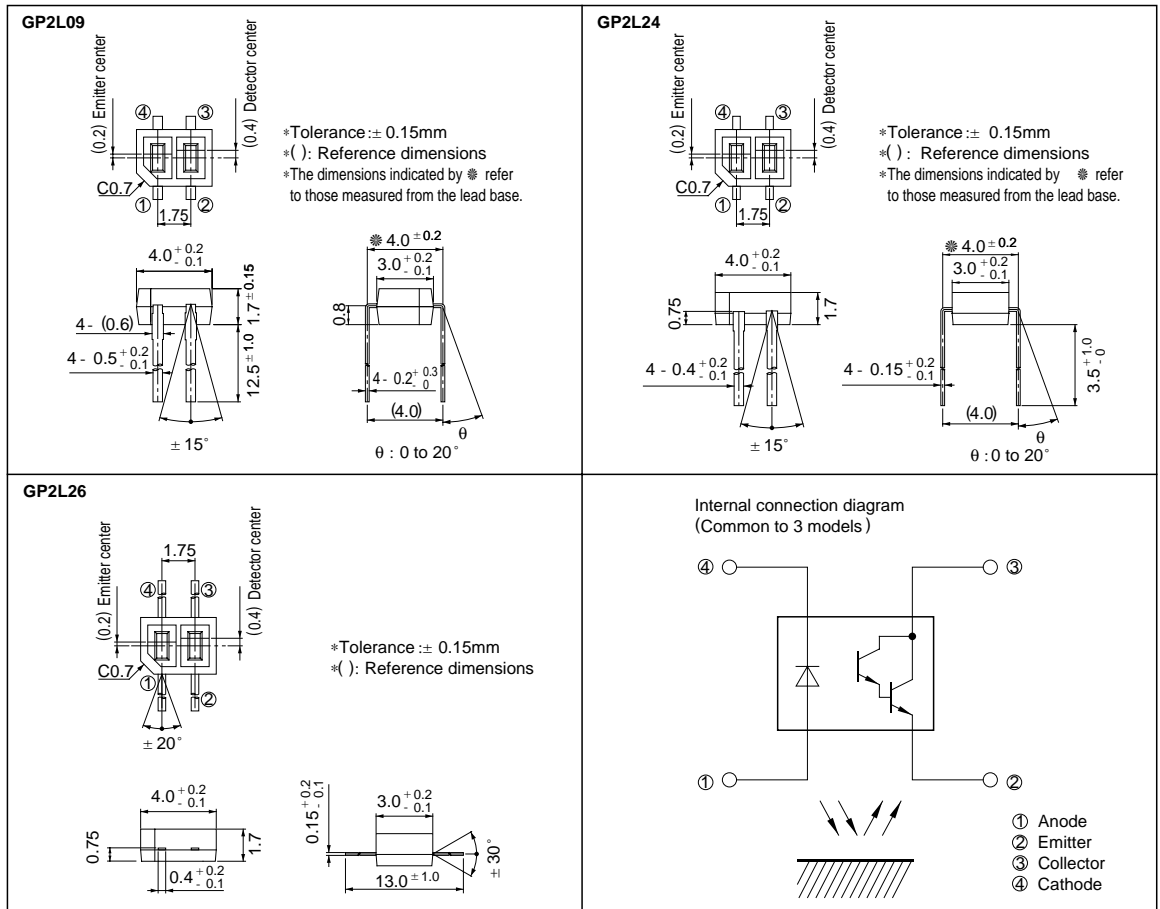 GP2L09
(0.2) Emitter center
(0.4) Detector center
④ ③
C0.7
① ②
1.75
*Tolerance :± 0.15mm
*( ): Reference dimensions
*The dimensions indicated by ✺ refer
to those measured from the lead base.
4.0 +0.2 -0.1
1.7 ±0.15
4 - (0.6)
4 - 0.5 +0.2 -0.1
12.5 ±1.0
± 15°
✺ 4.0 ±0.2
3.0 +0.2 -0.1
0.8
4 - 0.2 +0.3 -0
(4.0)
θ
θ : 0 to 20°
GP2L24
(0.2) Emitter center
(0.4) Detector center
④ ③
C0.7
① ②
1.75
*Tolerance :± 0.15mm
*( ) : Reference dimensions
*The dimensions indicated by ✺ refer
to those measured from the lead base.
4.0 +0.2 -0.1
0.75
1.7
4 - 0.4 +0.2 -0.1
± 15°
✺ 4.0 ±0.2
3.0 +0.2 -0.1
4 - 0.15 +0.2 -0.1
3.5 +1.0 -0
(4.0)
θ
θ : 0 to 20°
GP2L26
(0.2) Emitter center
(0.4) Detector center
1.75
④ ③
C0.7
① ②
± 20°
*Tolerance :± 0.15mm
*( ): Reference dimensions
4.0 +0.2 -0.1
0.75
1.7
0.4 +0.2 -0.1
0.15 +0.2 -0.1
3.0 +0.2 -0.1
± 30°
13.0 ±1.0
Internal connection diagram
(Common to 3 models)
④ ③
① ②
① Anode
② Emitter
③ Collector
④ Cathode